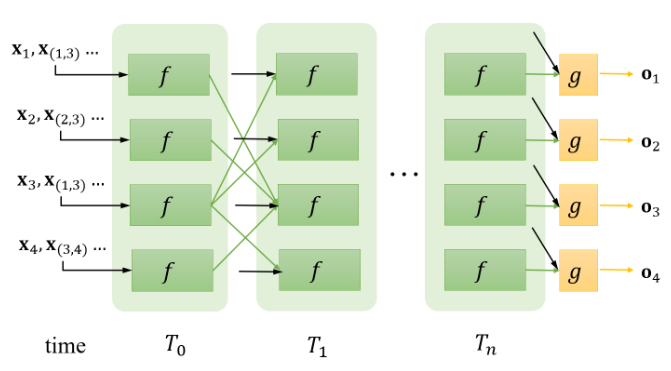 𝐱₁, 𝐱₍₁,₃₎ ... f f f g 𝐨₁
𝐱₂, 𝐱₍₂,₃₎ ... f f f g 𝐨₂
...
𝐱₃, 𝐱₍₁,₃₎ ... f f f g 𝐨₃
𝐱₄, 𝐱₍₃,₄₎ ... f f f g 𝐨₄
time T₀ T₁ Tₙ